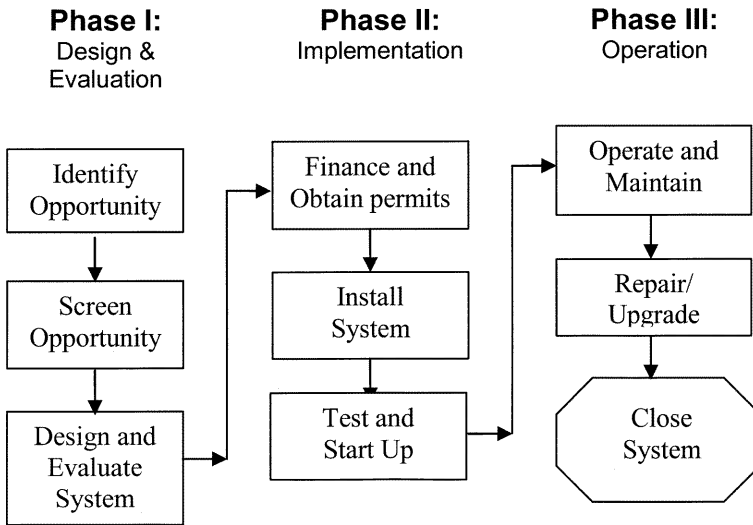 Phase I:
Design &
Evaluation
Identify
Opportunity
Screen
Opportunity
Design and
Evaluate
System
Phase II:
Implementation
Finance and
Obtain permits
Install
System
Test and
Start Up
Phase III:
Operation
Operate and
Maintain
Repair/
Upgrade
Close
System